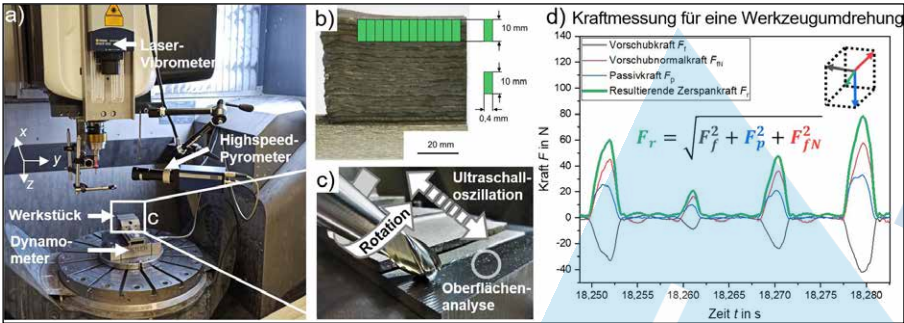 a)
Laser-
Vibrometer
x
y
z
Highspeed-
Pyrometer
Werkstück
C
Dynamo-
meter
b)
10 mm
10 mm
0,4 mm
20 mm
c)
Ultraschall-
oszillation
Rotation
Oberflächen-
analyse
d) Kraftmessung für eine Werkzeugumdrehung
Vorschubkraft Ff
Vorschubnormalkraft FfN
Passivkraft Fp
Resultierende Zerspankraft Fr
Fr = √Ff² + Fp² + FfN²
Kraft F in N
140
120
100
80
60
40
20
0
-20
-40
18,250 18,255 18,260 18,265 18,270 18,275 18,280
Zeit t in s